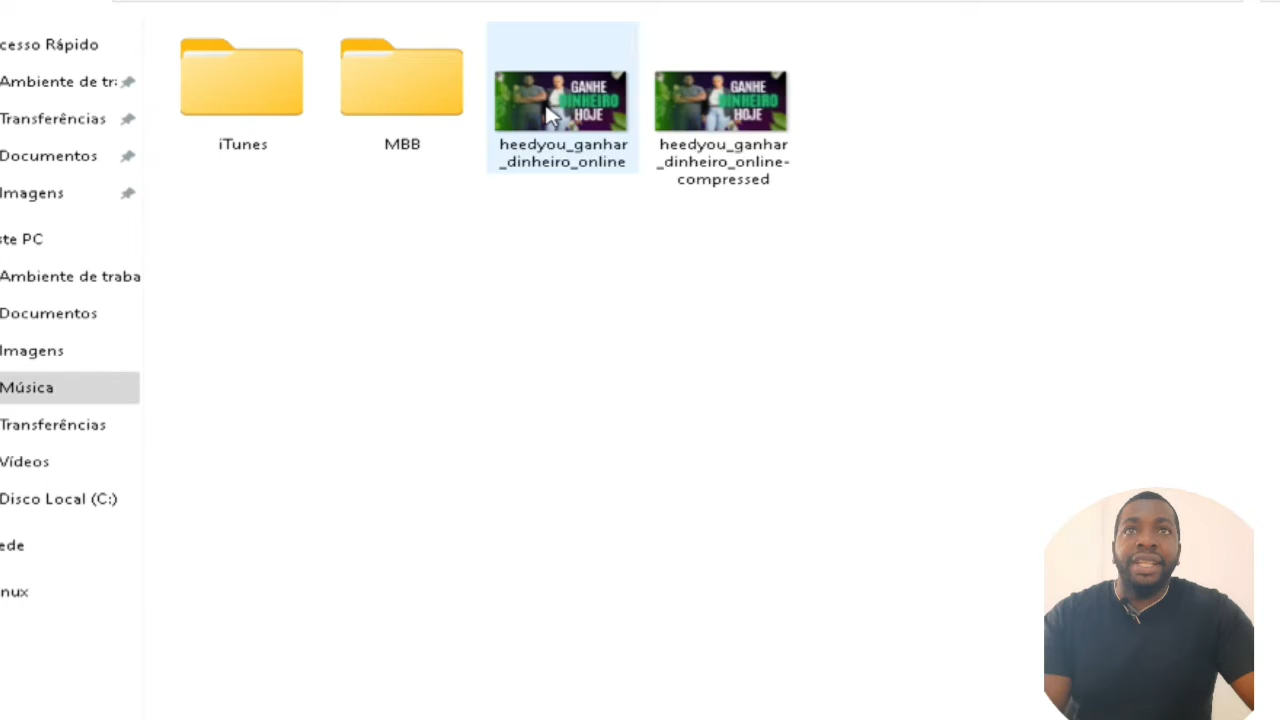 cesso Rápido
Ambiente de tra
Transferências
Documentos
Imagens
ste PC
Ambiente de traba
Documentos
Imagens
Música
Transferências
Vídeos
Disco Local (C:)
ede
nux
iTunes
MBB
GANHE
DINHEIRO
HOJE
heedyou_ganhar
_dinheiro_online
GANHE
DINHEIRO
HOJE
heedyou_ganhar
_dinheiro_online-
compressed